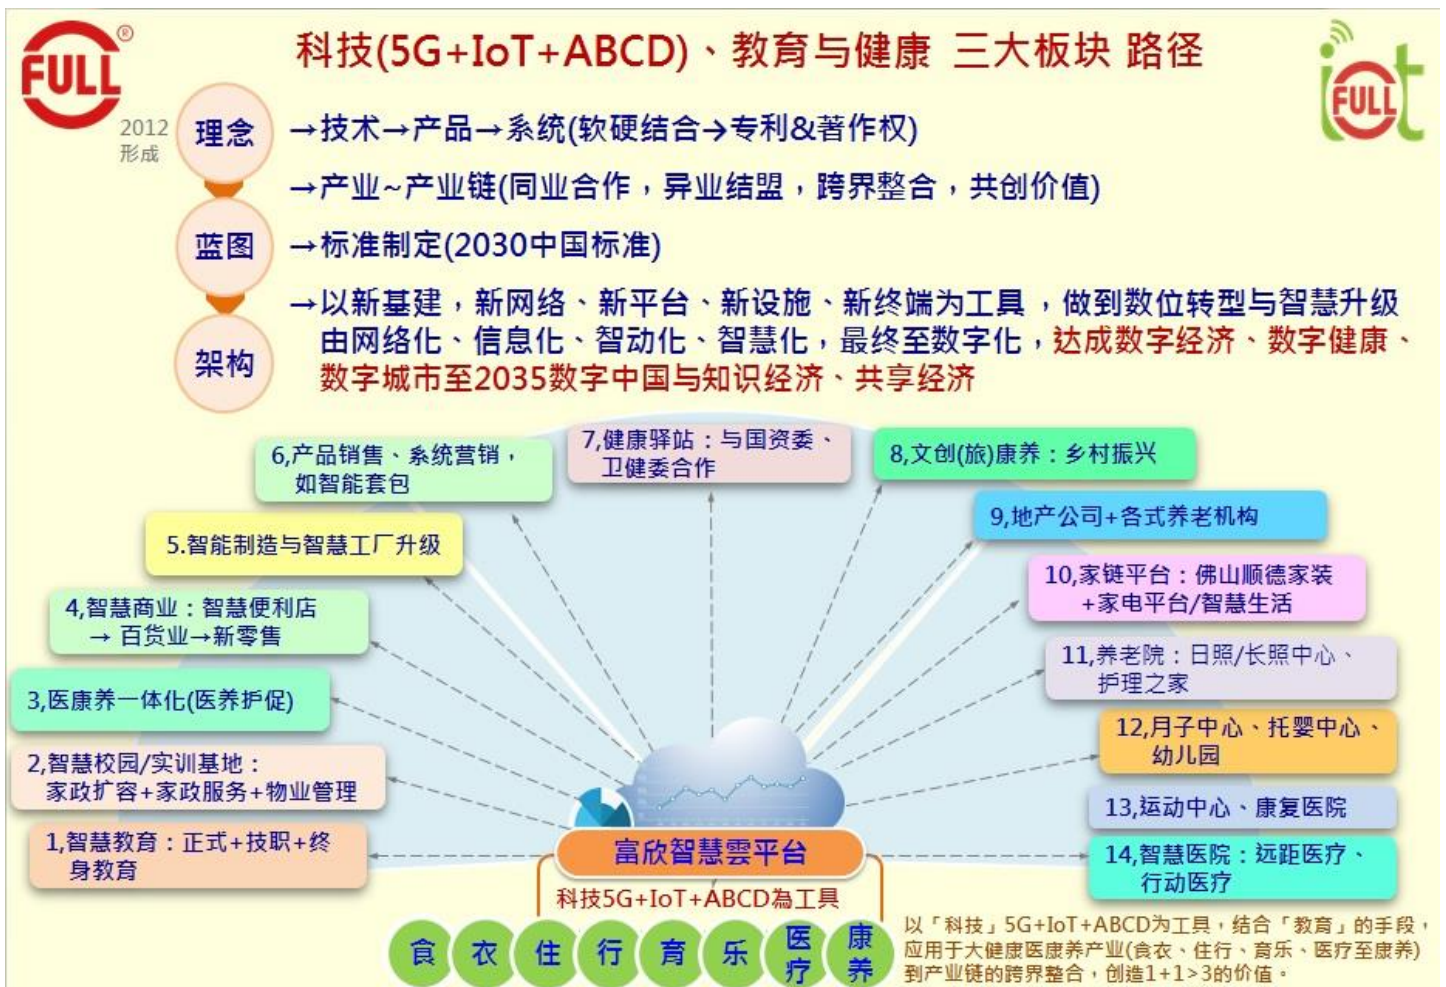 FULL®
科技(5G+IoT+ABCD)、教育与健康 三大板块 路径
iot
FULL
2012
形成
理念
→技术→产品→系统(软硬结合→专利&著作权)
→产业~产业链(同业合作，异业结盟，跨界整合，共创价值)
蓝图
→标准制定(2030中国标准)
架构
→以新基建，新网络、新平台、新设施、新终端为工具，做到数位转型与智慧升级
由网络化、信息化、智动化、智慧化，最终至数字化，达成数字经济、数字健康、
数字城市至2035数字中国与知识经济、共享经济
6,产品销售、系统营销，
如智能套包
7,健康驿站：与国资委、
卫健委合作
8,文创(旅)康养：乡村振兴
5.智能制造与智慧工厂升级
9,地产公司+各式养老机构
4,智慧商业：智慧便利店
→ 百货业→新零售
10,家链平台：佛山顺德家装
+家电平台/智慧生活
3,医康养一体化(医养护促)
11,养老院：日照/长照中心、
护理之家
2,智慧校园/实训基地：
家政扩容+家政服务+物业管理
12,月子中心、托婴中心、
幼儿园
13,运动中心、康复医院
1,智慧教育：正式+技职+终
身教育
14,智慧医院：远距医疗、
行动医疗
富欣智慧雲平台
科技5G+IoT+ABCD為工具
食 衣 住 行 育 乐 医疗 康养
以「科技」5G+IoT+ABCD为工具，结合「教育」的手段，
应用于大健康医康养产业(食衣、住行、育乐、医疗至康养)
到产业链的跨界整合，创造1+1>3的价值。